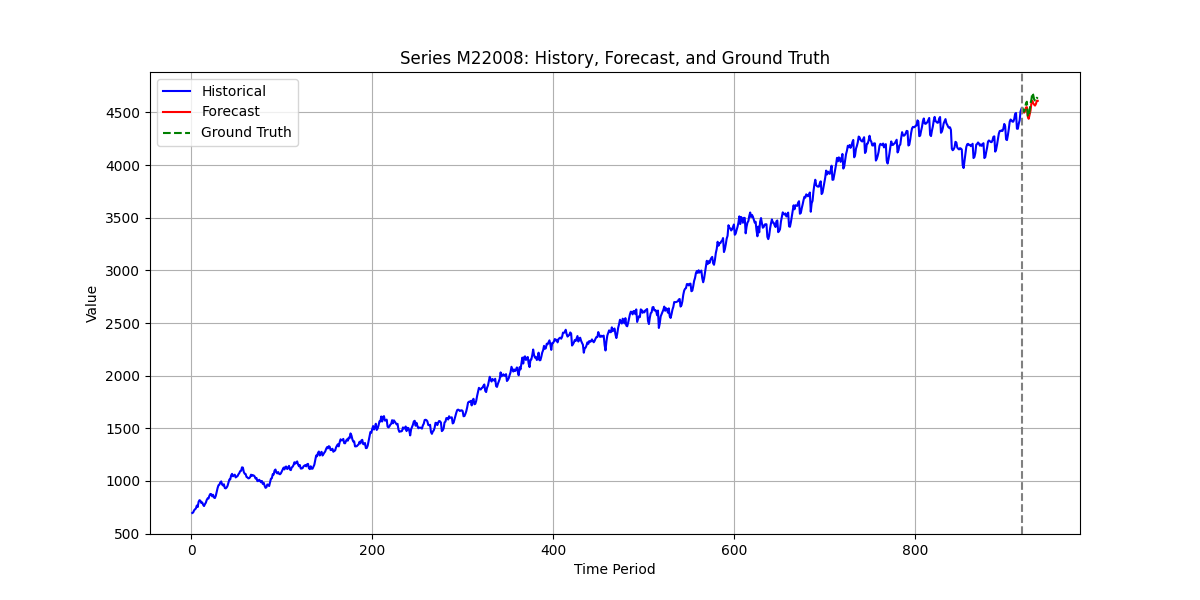 Series M22008: History, Forecast, and Ground Truth
Historical
Forecast
Ground Truth
4500
4000
3500
3000
2500
2000
1500
1000
500
Value
0 200 400 600 800
Time Period